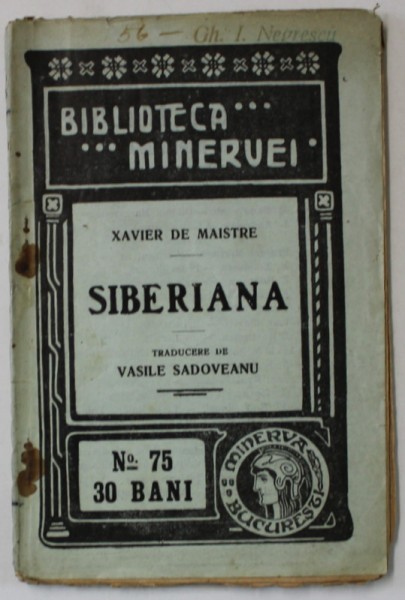 56 — Gh. I. Negrescu
BIBLIOTECA
MINERVEI
XAVIER DE MAISTRE
SIBERIANA
TRADUCERE DE
VASILE SADOVEANU
No. 75
30 BANI
MINERVA
BUCUREȘTI